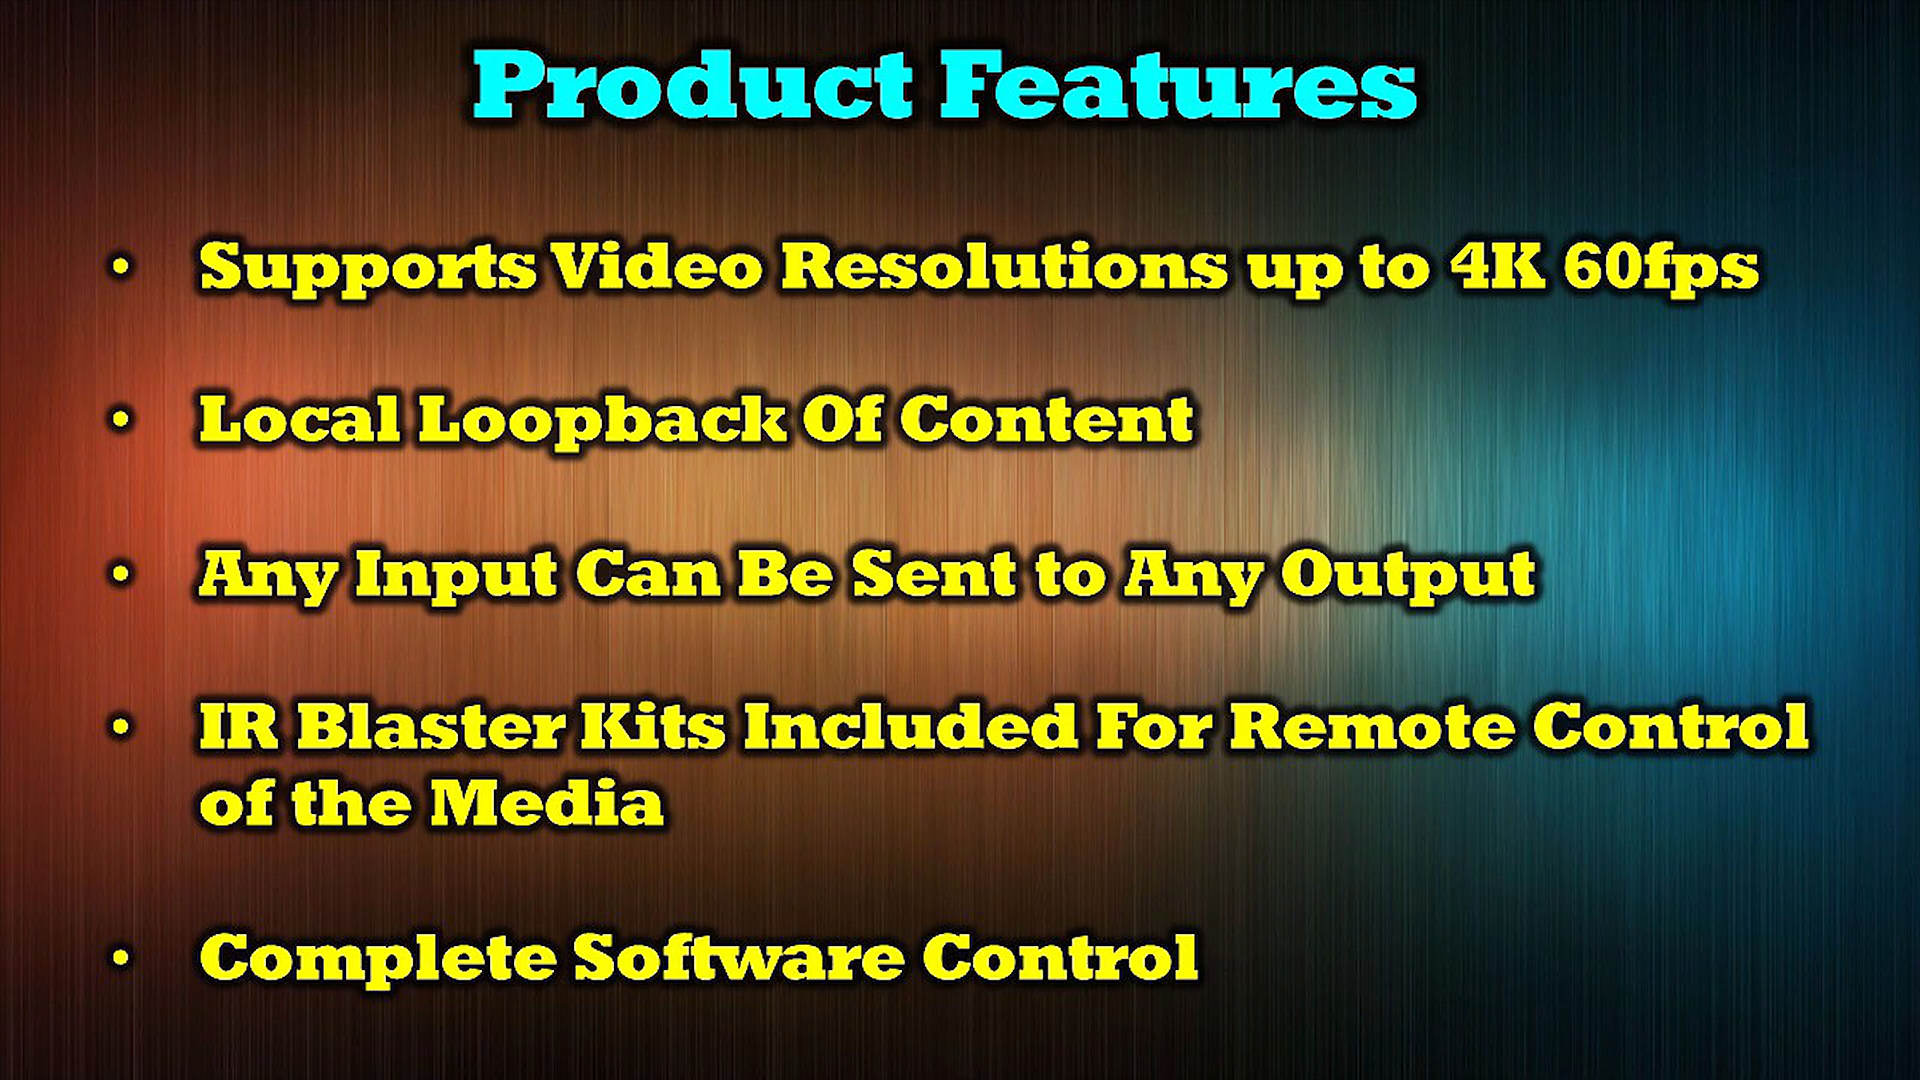 Product Features
• Supports Video Resolutions up to 4K 60fps
• Local Loopback Of Content
• Any Input Can Be Sent to Any Output
• IR Blaster Kits Included For Remote Control
of the Media
• Complete Software Control